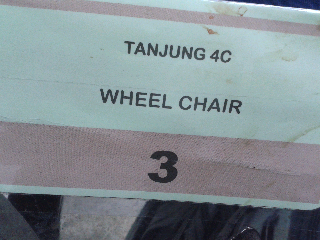 TANJUNG 4C
WHEEL CHAIR
3